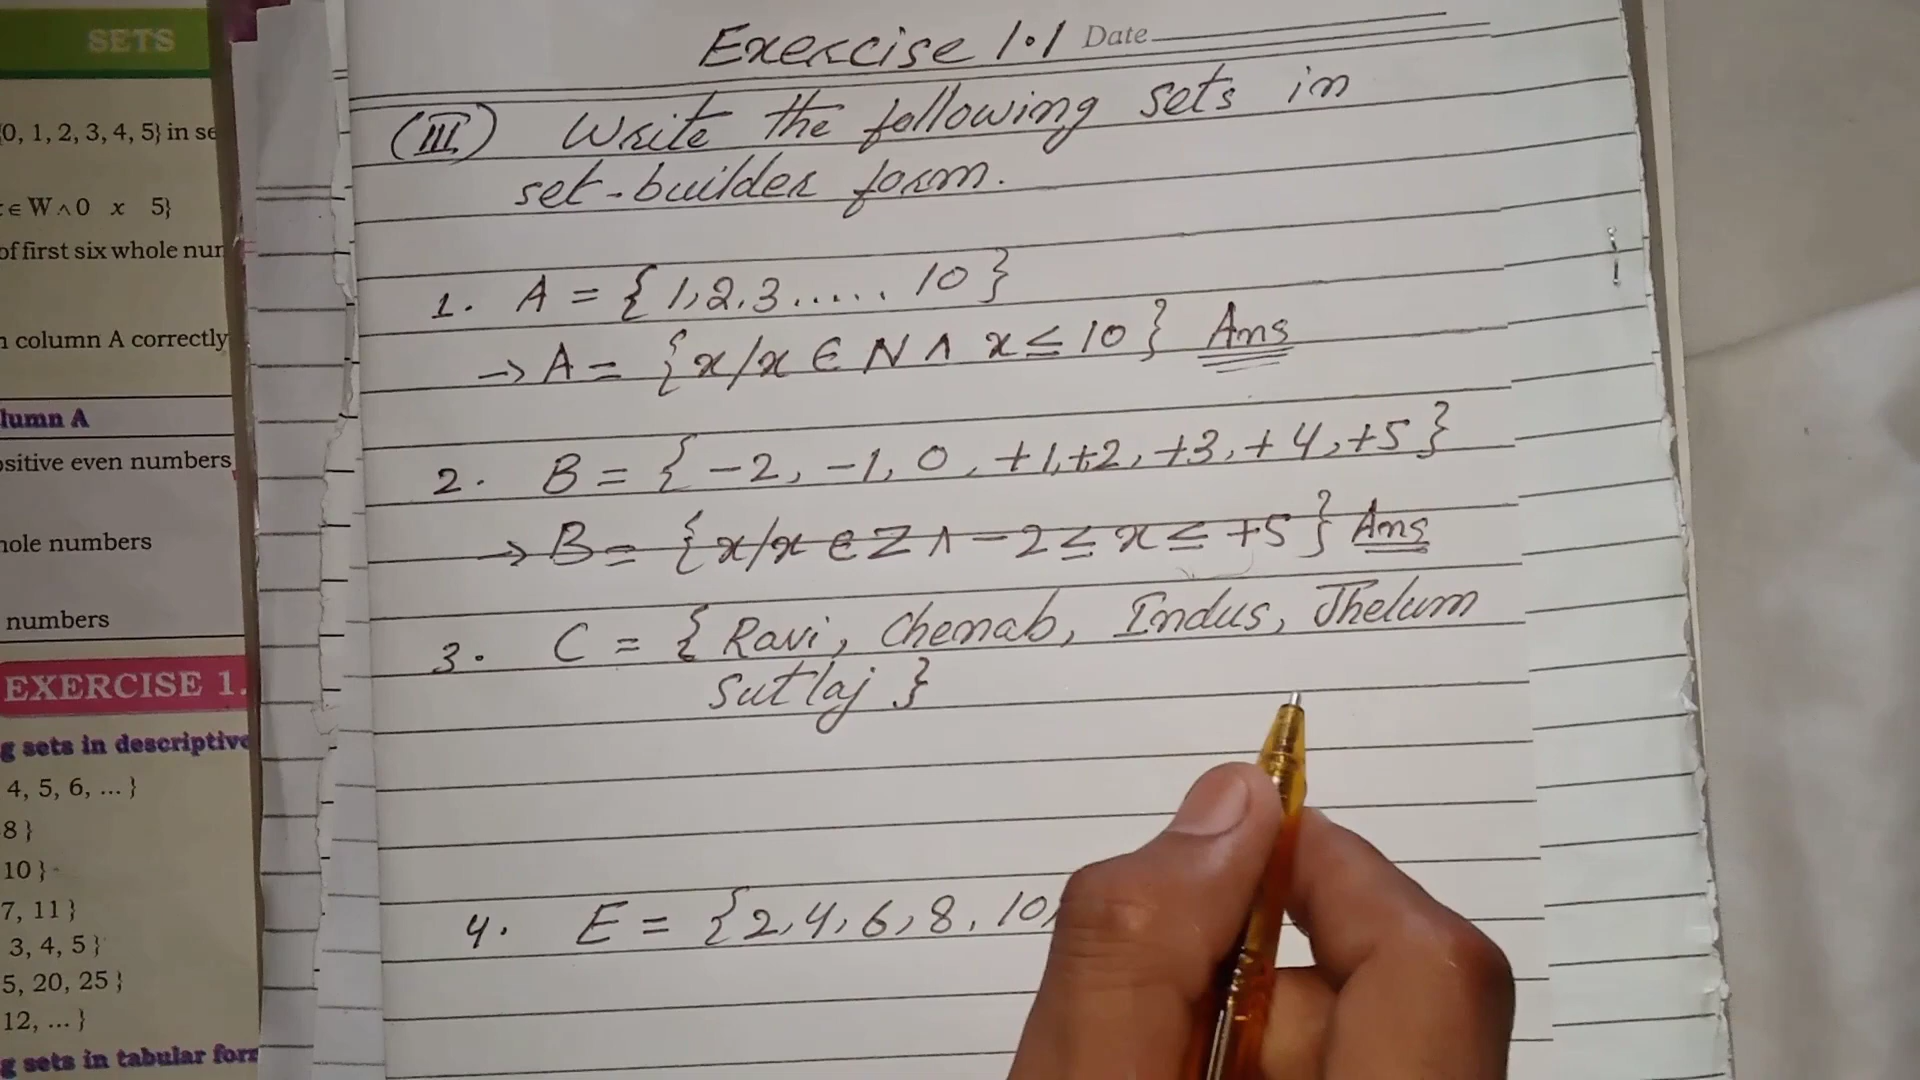 SETS
0, 1, 2, 3, 4, 5} in se
∈ W ∧ 0 x 5}
of first six whole nur
column A correctly
lumn A
sitive even numbers
ole numbers
numbers
EXERCISE 1.
g sets in descriptive
4, 5, 6, ... }
8 }
10 }
7, 11 }
3, 4, 5 }
5, 20, 25 }
12, ... }
g sets in tabular for
Exercise 1.1 Date
(III) Write the following sets in
set-builder form.
1. A = { 1, 2, 3 ..... 10 }
→ A = { x/x ∈ N ∧ x ≤ 10 } Ans
2. B = { -2, -1, 0, +1, +2, +3, +4, +5 }
→ B = { x/x ∈ Z ∧ -2 ≤ x ≤ +5 } Ans
3. C = { Ravi, Chenab, Indus, Jhelum
sutlaj }
4. E = { 2, 4, 6, 8, 10,